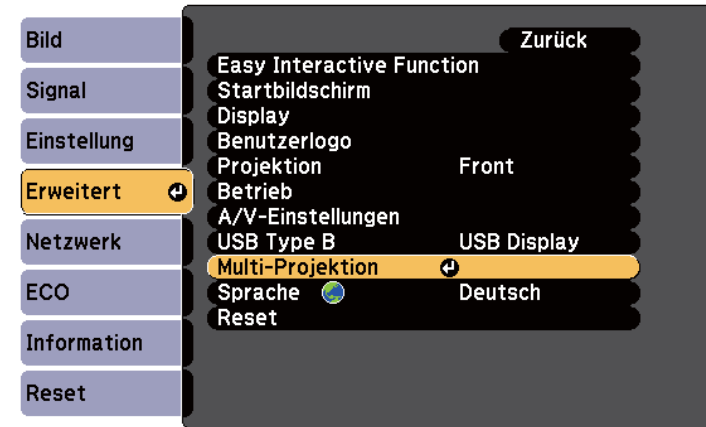 Bild
Signal
Einstellung
Erweitert
Netzwerk
ECO
Information
Reset
Zurück
Easy Interactive Function
Startbildschirm
Display
Benutzerlogo
Projektion Front
Betrieb
A/V-Einstellungen
USB Type B USB Display
Multi-Projektion
Sprache Deutsch
Reset